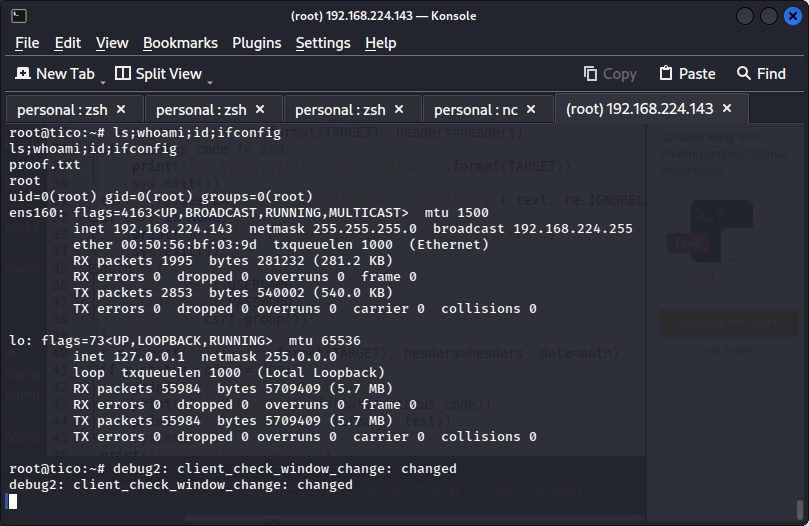 (root) 192.168.224.143 — Konsole
File Edit View Bookmarks Plugins Settings Help
New Tab Split View Copy Paste Find
personal : zsh personal : zsh personal : zsh personal : nc (root) 192.168.224.143
root@tico:~# ls;whoami;id;ifconfig
ls;whoami;id;ifconfig
proof.txt
root
uid=0(root) gid=0(root) groups=0(root)
ens160: flags=4163<UP,BROADCAST,RUNNING,MULTICAST>  mtu 1500
        inet 192.168.224.143  netmask 255.255.255.0  broadcast 192.168.224.255
        ether 00:50:56:bf:03:9d  txqueuelen 1000  (Ethernet)
        RX packets 1995  bytes 281232 (281.2 KB)
        RX errors 0  dropped 0  overruns 0  frame 0
        TX packets 2853  bytes 540002 (540.0 KB)
        TX errors 0  dropped 0 overruns 0  carrier 0  collisions 0
lo: flags=73<UP,LOOPBACK,RUNNING>  mtu 65536
        inet 127.0.0.1  netmask 255.0.0.0
        loop  txqueuelen 1000  (Local Loopback)
        RX packets 55984  bytes 5709409 (5.7 MB)
        RX errors 0  dropped 0  overruns 0  frame 0
        TX packets 55984  bytes 5709409 (5.7 MB)
        TX errors 0  dropped 0 overruns 0  carrier 0  collisions 0
root@tico:~# debug2: client_check_window_change: changed
debug2: client_check_window_change: changed
collaborating and
sharing organizational
knowledge.
Free